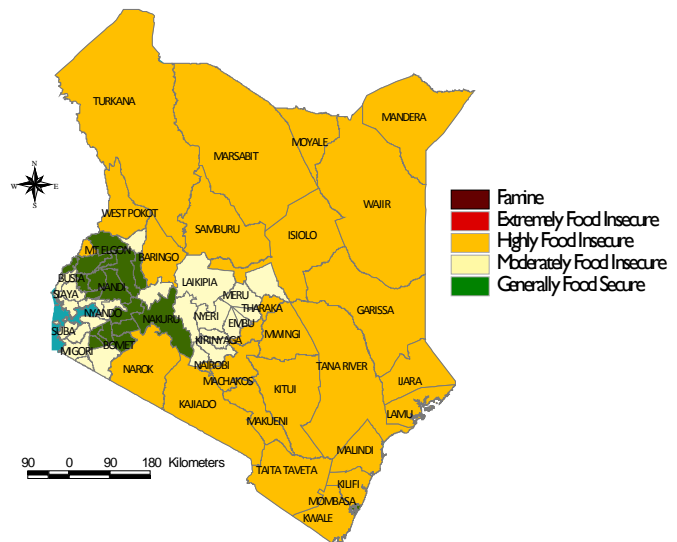 TURKANA
MANDERA
MOYALE
MARSABIT
WAJIR
N
W E
S
WEST POKOT
SAMBURU
ISIOLO
MT ELGON
BARINGO
BUSIA
NANDI
LAIKIPIA
MERU
SIAYA
NYANDO
NAKURU
NYERI
THARAKA
EMBU
GARISSA
SUBA
BOMET
KIRINYAGA
MWINGI
MIGORI
NAIROBI
NAROK
MACHAKOS
TANA RIVER
KITUI
IJARA
KAJIADO
LAMU
MAKUENI
MALINDI
TAITA TAVETA
KILIFI
MOMBASA
KWALE
Famine
Extremely Food Insecure
Highly Food Insecure
Moderately Food Insecure
Generally Food Secure
90 0 90 180 Kilometers